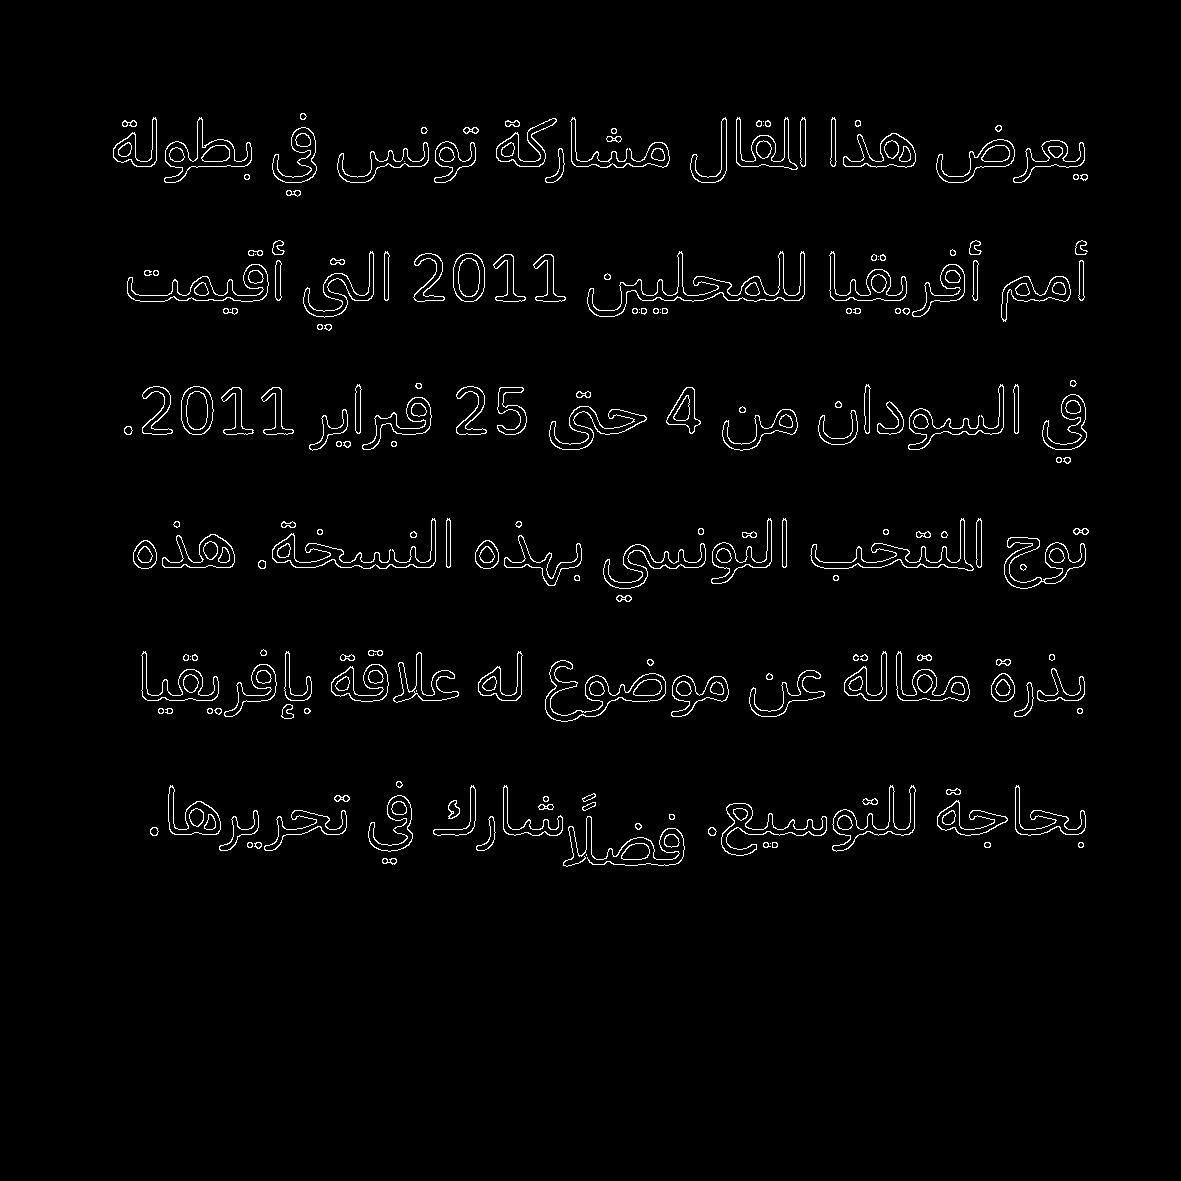 يعرض هذا المقال مشاركة تونس في بطولة
أمم أفريقيا للمحليين 2011 التي أقيمت
في السودان من 4 حتى 25 فبراير 2011.
توج المنتخب التونسي بهذه النسخة. هذه
بذرة مقالة عن موضوع له علاقة بإفريقيا
بحاجة للتوسيع. فضلًا شارك في تحريرها.